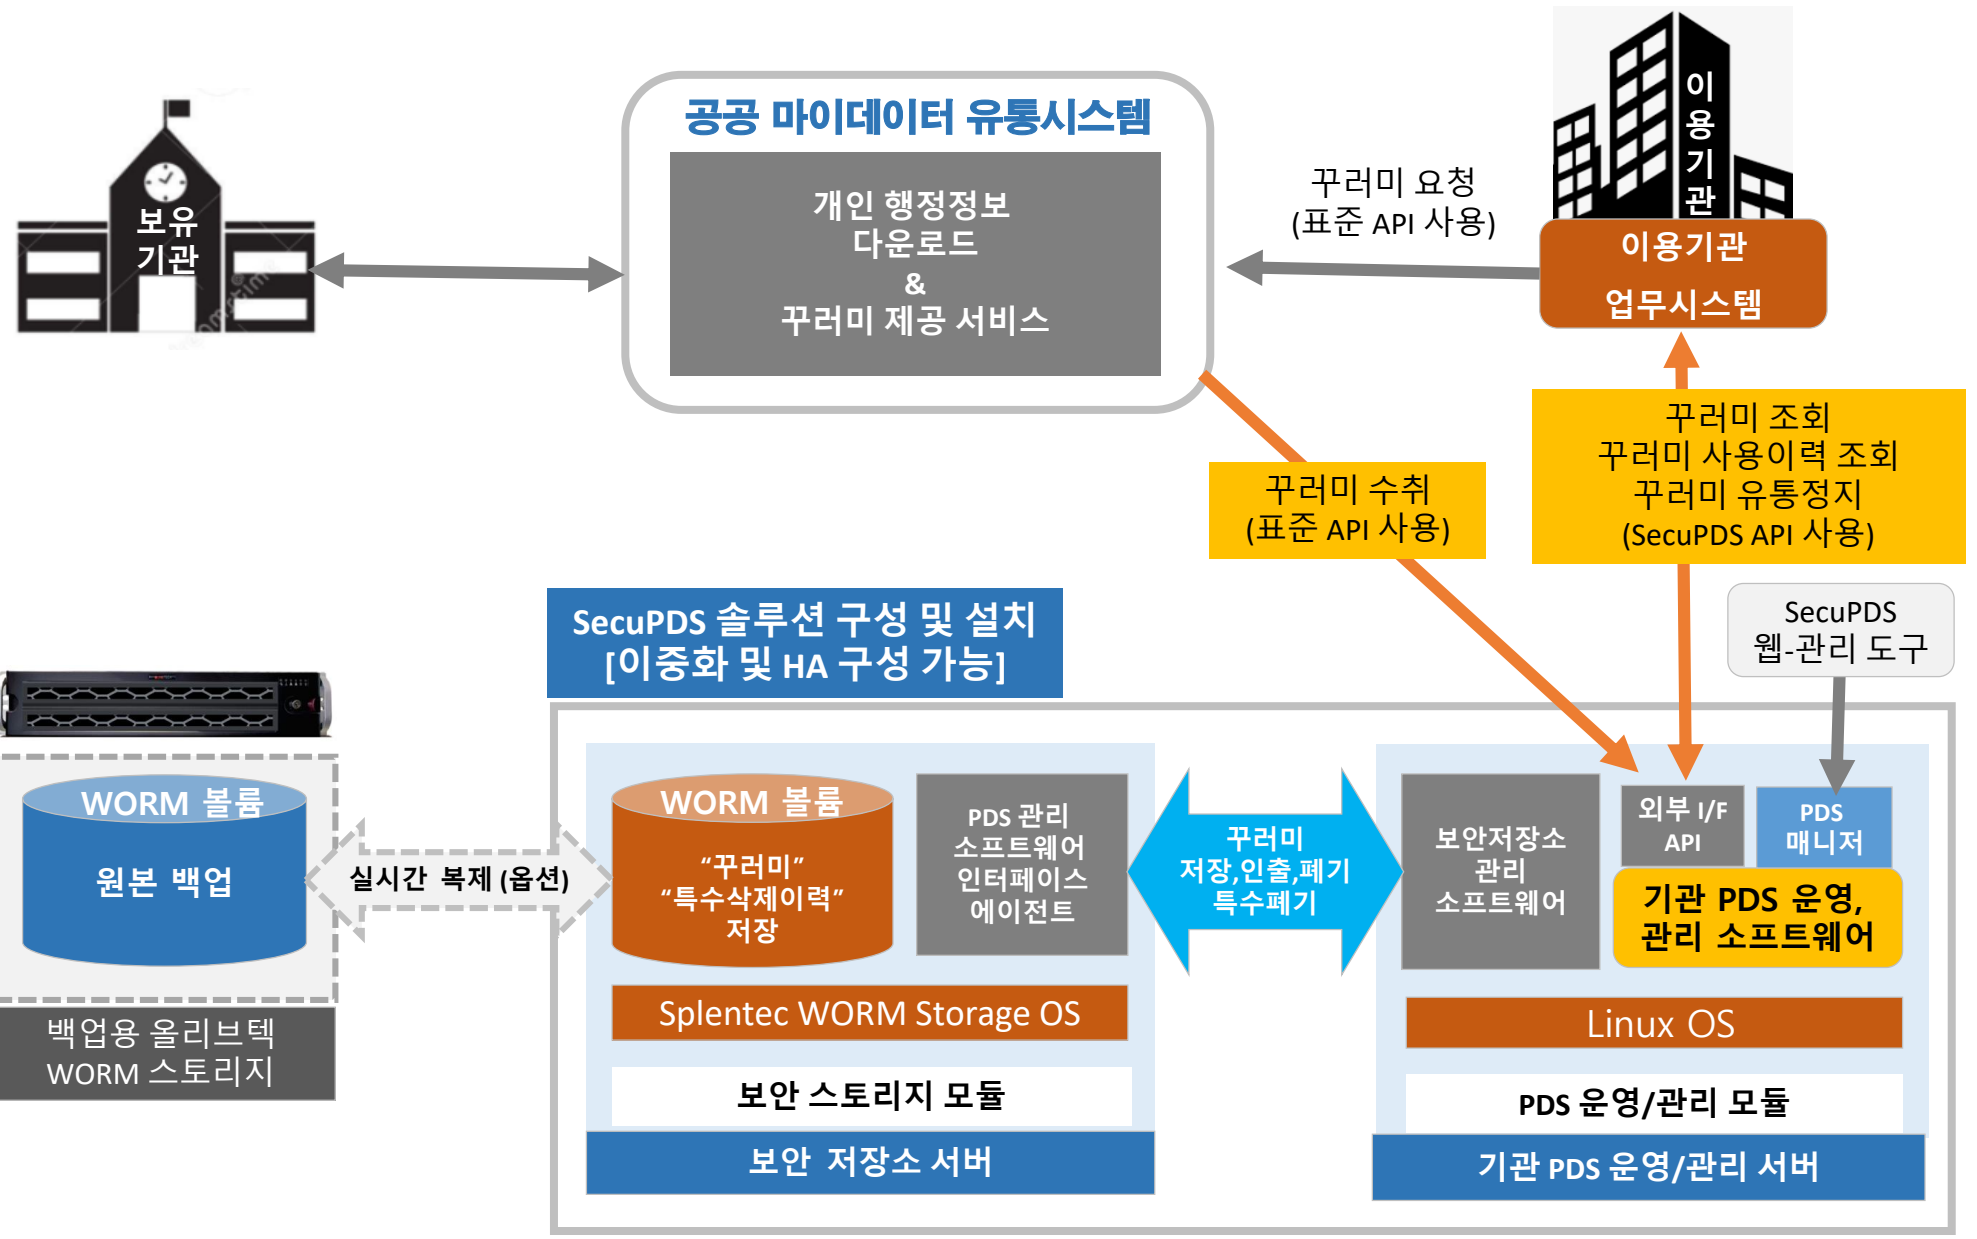 공공 마이데이터 유통시스템
개인 행정정보
다운로드
&
꾸러미 제공 서비스
보유
기관
이
용
기
관
이용기관
업무시스템
꾸러미 요청
(표준 API 사용)
꾸러미 조회
꾸러미 사용이력 조회
꾸러미 유통정지
(SecuPDS API 사용)
꾸러미 수취
(표준 API 사용)
SecuPDS
웹-관리 도구
SecuPDS 솔루션 구성 및 설치
[이중화 및 HA 구성 가능]
WORM 볼륨
원본 백업
백업용 올리브텍
WORM 스토리지
실시간 복제 (옵션)
WORM 볼륨
“꾸러미”
“특수삭제이력”
저장
PDS 관리
소프트웨어
인터페이스
에이전트
Splentec WORM Storage OS
보안 스토리지 모듈
보안 저장소 서버
꾸러미
저장,인출,폐기
특수폐기
보안저장소
관리
소프트웨어
외부 I/F
API
PDS
매니저
기관 PDS 운영,
관리 소프트웨어
Linux OS
PDS 운영/관리 모듈
기관 PDS 운영/관리 서버